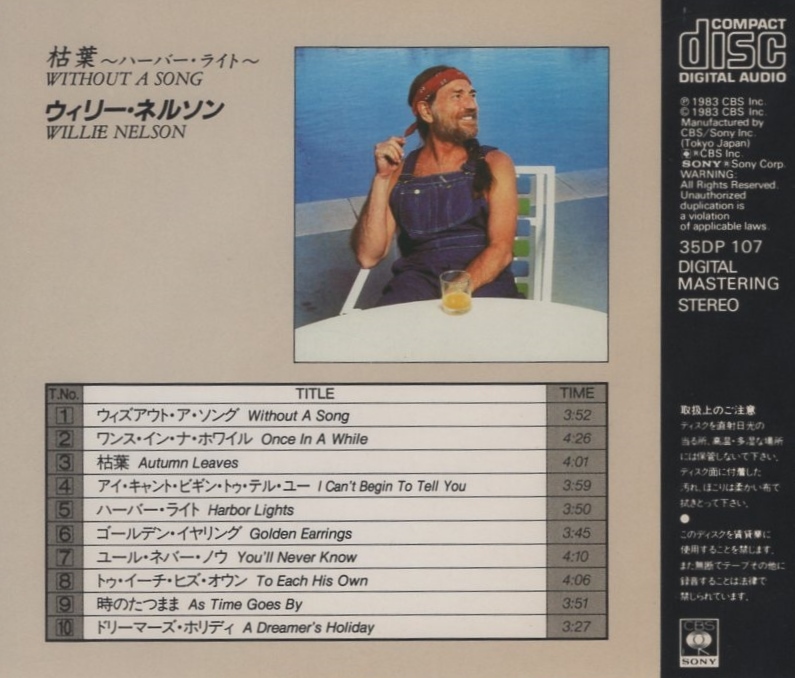 枯葉～ハーバー・ライト～
WITHOUT A SONG
ウィリー・ネルソン
WILLIE NELSON
T.No. TITLE TIME
1 ウィズアウト・ア・ソング Without A Song 3:52
2 ワンス・イン・ナ・ホワイル Once In A While 4:26
3 枯葉 Autumn Leaves 4:01
4 アイ・キャント・ビギン・トゥ・テル・ユー I Can't Begin To Tell You 3:59
5 ハーバー・ライト Harbor Lights 3:50
6 ゴールデン・イヤリング Golden Earrings 3:45
7 ユール・ネバー・ノウ You'll Never Know 4:10
8 トゥ・イーチ・ヒズ・オウン To Each His Own 4:06
9 時のたつまま As Time Goes By 3:51
10 ドリーマーズ・ホリディ A Dreamer's Holiday 3:27
COMPACT
disc
DIGITAL AUDIO
℗ 1983 CBS Inc.
© 1983 CBS Inc.
Manufactured by
CBS/Sony Inc.
(Tokyo Japan)
®CBS Inc.
SONY ® Sony Corp.
WARNING:
All Rights Reserved.
Unauthorized
duplication is
a violation
of applicable laws.
35DP 107
DIGITAL
MASTERING
STEREO
取扱上のご注意
ディスクを直射日光の
当る所、高温・多湿な場所
には保管しないで下さい。
ディスク面に付着した
汚れ、ほこりは柔かい布で
拭きとって下さい。
このディスクを賃貸業に
使用することを禁します。
また無断でテープその他に
録音することは法律で
禁しられています。
CBS
SONY